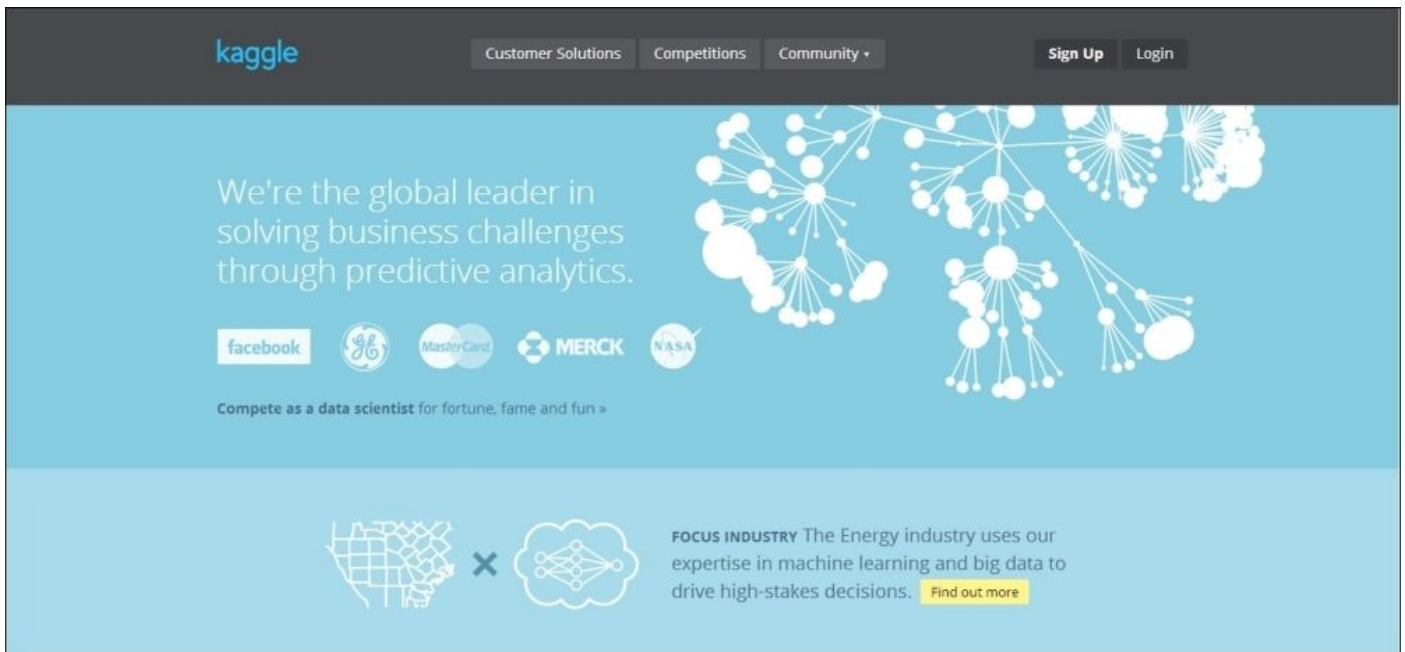 kaggle
Customer Solutions
Competitions
Community ▾
Sign Up
Login
We're the global leader in
solving business challenges
through predictive analytics.
facebook
GE
MasterCard
MERCK
NASA
Compete as a data scientist for fortune, fame and fun »
FOCUS INDUSTRY The Energy industry uses our
expertise in machine learning and big data to
drive high-stakes decisions. Find out more